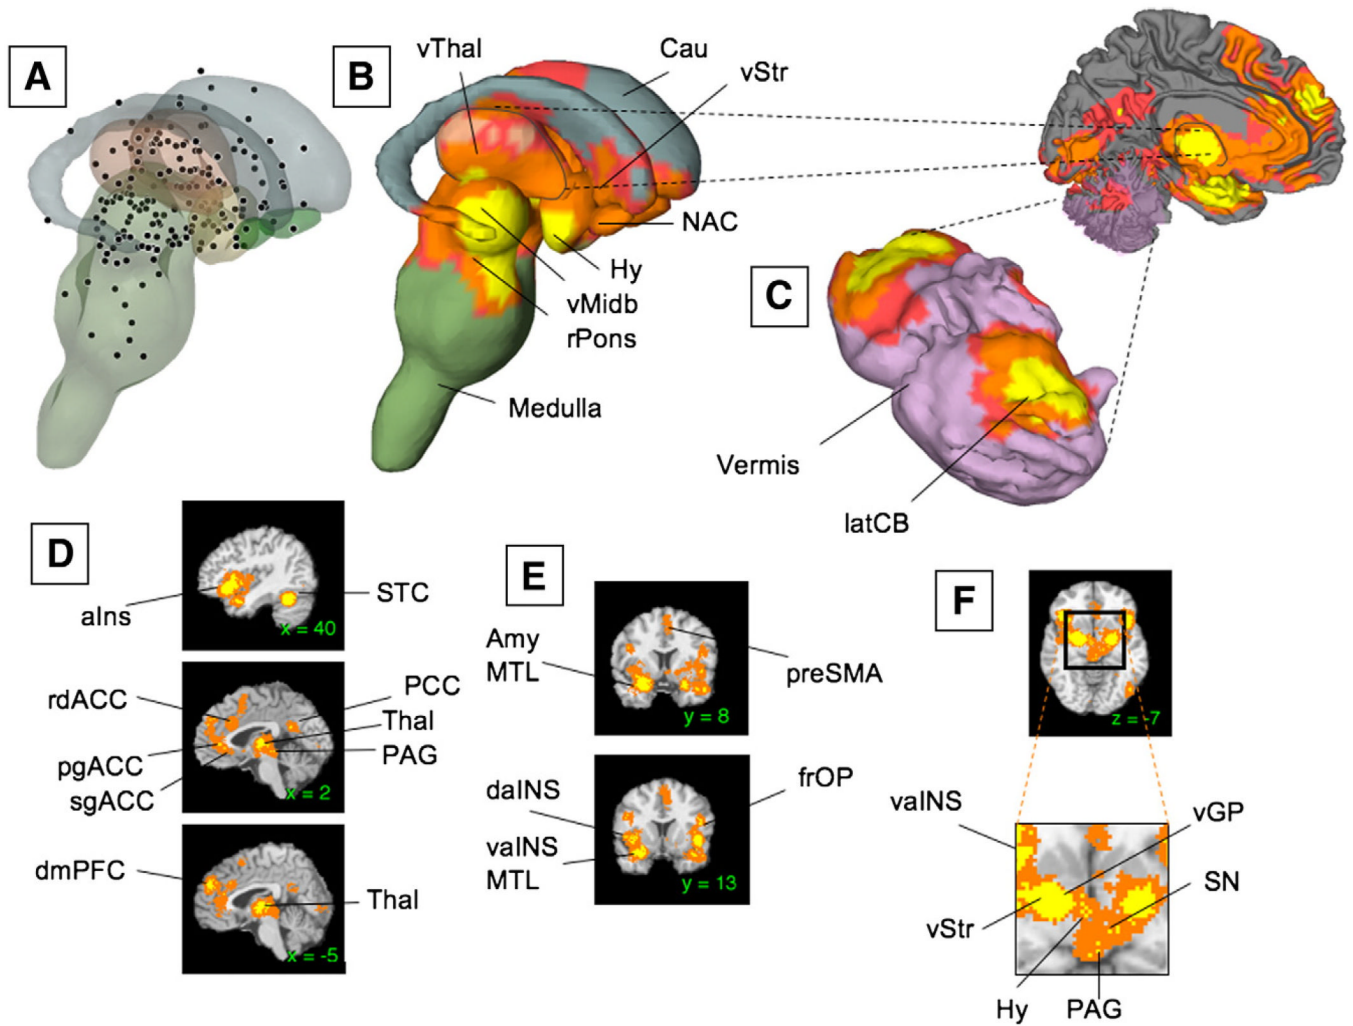 A
B
vThal
Cau
vStr
NAC
Hy
vMidb
rPons
Medulla
C
Vermis
latCB
D
aIns
STC
x = 40
rdACC
PCC
Thal
pgACC
PAG
sgACC
x = 2
dmPFC
Thal
x = -5
E
Amy
MTL
preSMA
y = 8
daINS
frOP
vaINS
MTL
y = 13
F
z = -7
vaINS
vGP
SN
vStr
Hy
PAG